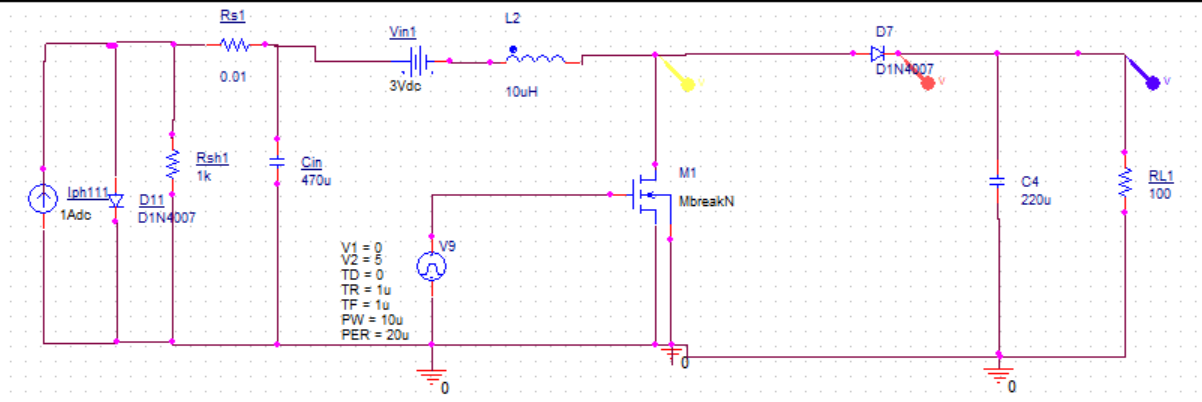 Rs1
0.01
Vin1
3Vdc
L2
10uH
D7
D1N4007
V
V
V
Rsh1
1k
Cin
470u
Iph111
1Adc
D11
D1N4007
M1
MbreakN
C4
220u
RL1
100
V9
V1 = 0
V2 = 5
TD = 0
TR = 1u
TF = 1u
PW = 10u
PER = 20u
0
0
0